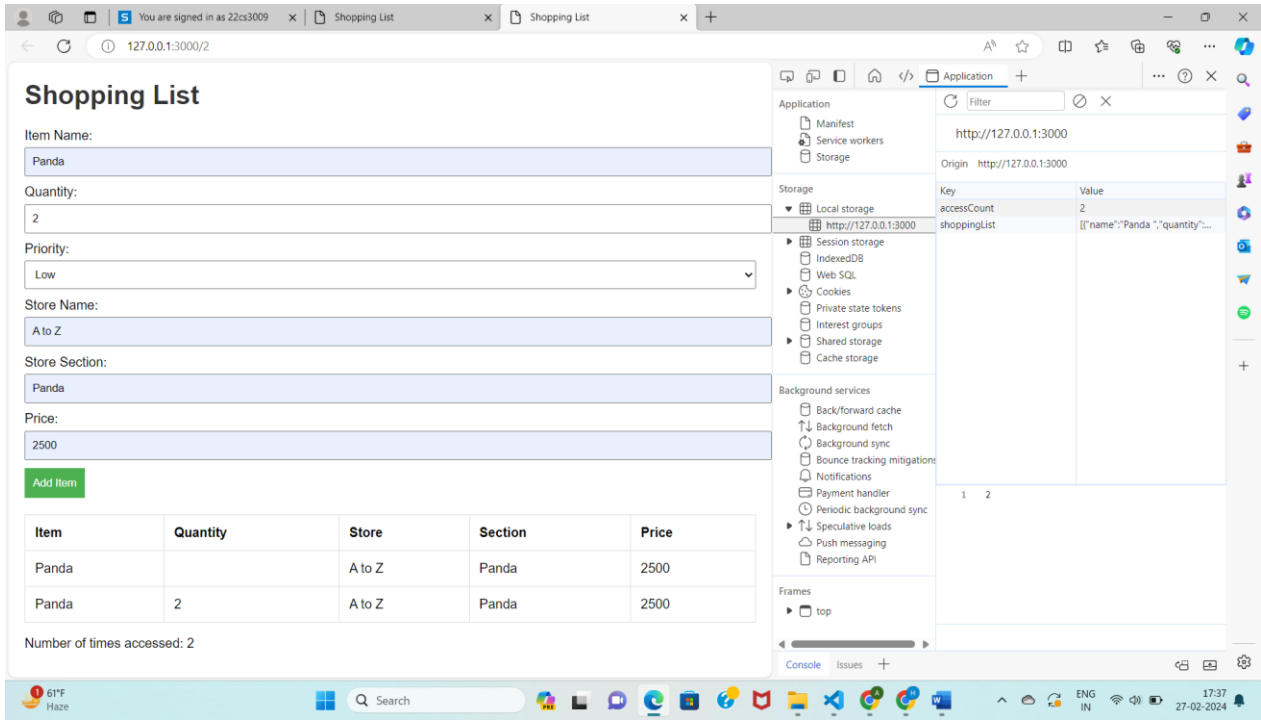 You are signed in as 22cs3009
Shopping List
Shopping List
127.0.0.1:3000/2
Shopping List
Item Name:
Panda
Quantity:
2
Priority:
Low
Store Name:
A to Z
Store Section:
Panda
Price:
2500
Add Item
Item Quantity Store Section Price
Panda A to Z Panda 2500
Panda 2 A to Z Panda 2500
Number of times accessed: 2
Application
Application
Manifest
Service workers
Storage
Storage
Local storage
http://127.0.0.1:3000
Session storage
IndexedDB
Web SQL
Cookies
Private state tokens
Interest groups
Shared storage
Cache storage
Background services
Back/forward cache
Background fetch
Background sync
Bounce tracking mitigations
Notifications
Payment handler
Periodic background sync
Speculative loads
Push messaging
Reporting API
Frames
top
Filter
http://127.0.0.1:3000
Origin http://127.0.0.1:3000
Key Value
accessCount 2
shoppingList [{"name":"Panda ","quantity":...
1 2
Console Issues
1
61°F
Haze
Search
PRE
ENG
IN
17:37
27-02-2024